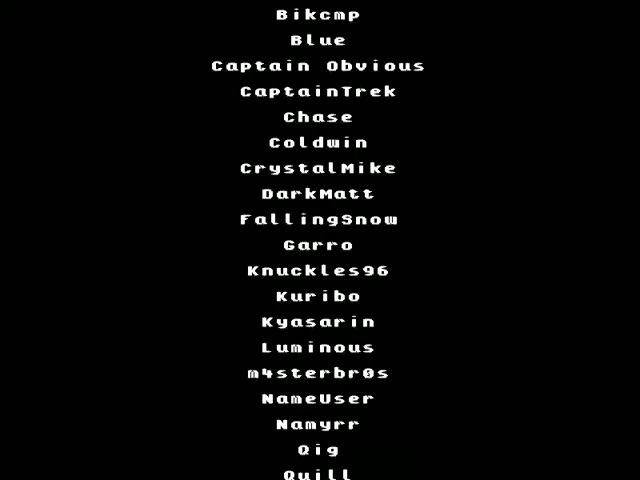 Bikcmp
Blue
Captain Obvious
CaptainTrek
Chase
Coldwin
CrystalMike
DarkMatt
FallingSnow
Garro
Knuckles96
Kuribo
Kyasarin
Luminous
m4sterbr0s
NameUser
Namyrr
Qig
Quill